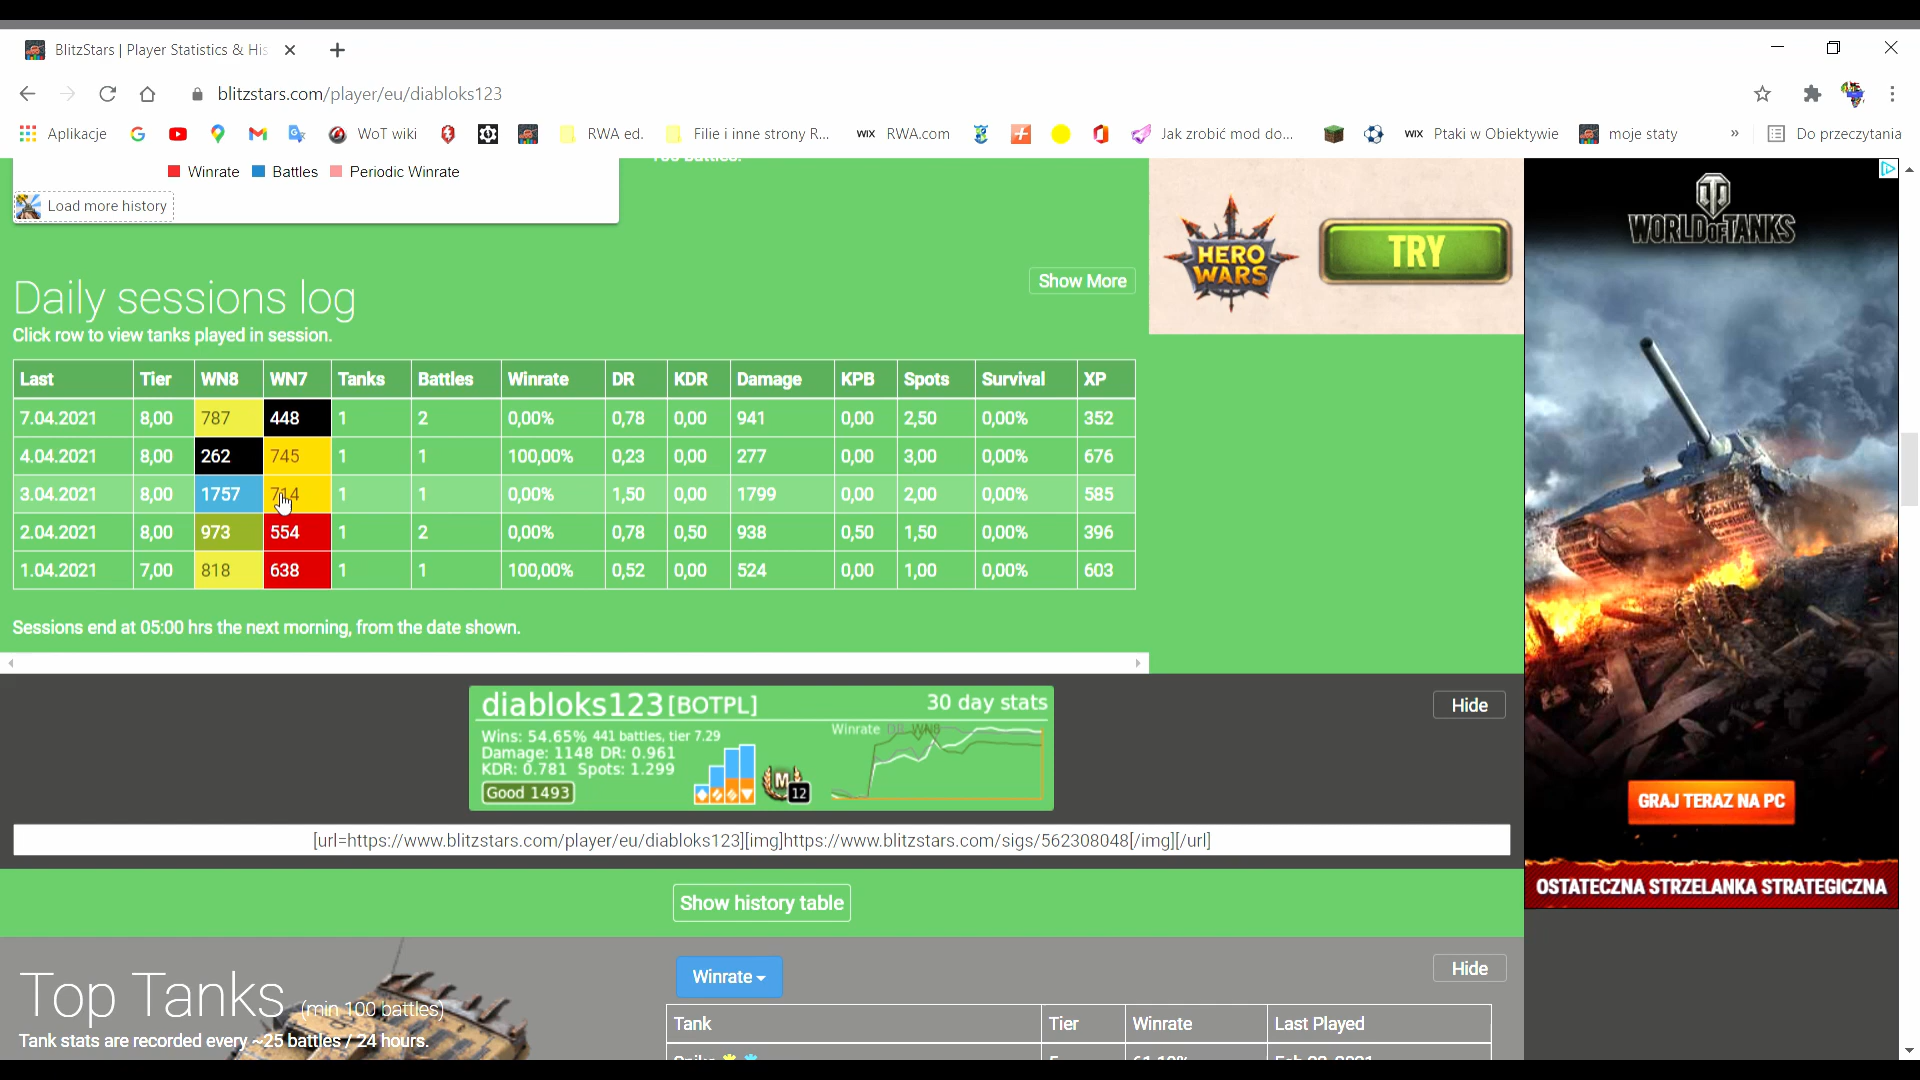 BlitzStars | Player Statistics & His
blitzstars.com/player/eu/diabloks123
Aplikacje
WoT wiki
RWA ed.
Filie i inne strony R...
WIX RWA.com
Jak zrobić mod do...
WIX Ptaki w Obiektywie
moje staty
»
Do przeczytania
100 battles.
Winrate Battles Periodic Winrate
Load more history
HERO WARS
TRY
WORLD OF TANKS
Daily sessions log
Show More
Click row to view tanks played in session.
Last Tier WN8 WN7 Tanks Battles Winrate DR KDR Damage KPB Spots Survival XP
7.04.2021 8,00 787 448 1 2 0,00% 0,78 0,00 941 0,00 2,50 0,00% 352
4.04.2021 8,00 262 745 1 1 100,00% 0,23 0,00 277 0,00 3,00 0,00% 676
3.04.2021 8,00 1757 714 1 1 0,00% 1,50 0,00 1799 0,00 2,00 0,00% 585
2.04.2021 8,00 973 554 1 2 0,00% 0,78 0,50 938 0,50 1,50 0,00% 396
1.04.2021 7,00 818 638 1 1 100,00% 0,52 0,00 524 0,00 1,00 0,00% 603
Sessions end at 05:00 hrs the next morning, from the date shown.
diabloks123[BOTPL] 30 day stats
Wins: 54.65% 441 battles, tier 7.29
Winrate DR WN8
Damage: 1148 DR: 0.961
KDR: 0.781 Spots: 1.299
Good 1493
M 12
Hide
GRAJ TERAZ NA PC
[url=https://www.blitzstars.com/player/eu/diabloks123][img]https://www.blitzstars.com/sigs/562308048[/img][/url]
OSTATECZNA STRZELANKA STRATEGICZNA
Show history table
Top Tanks (min 100 battles)
Winrate
Hide
Tank stats are recorded every ~25 battles / 24 hours.
Tank Tier Winrate Last Played